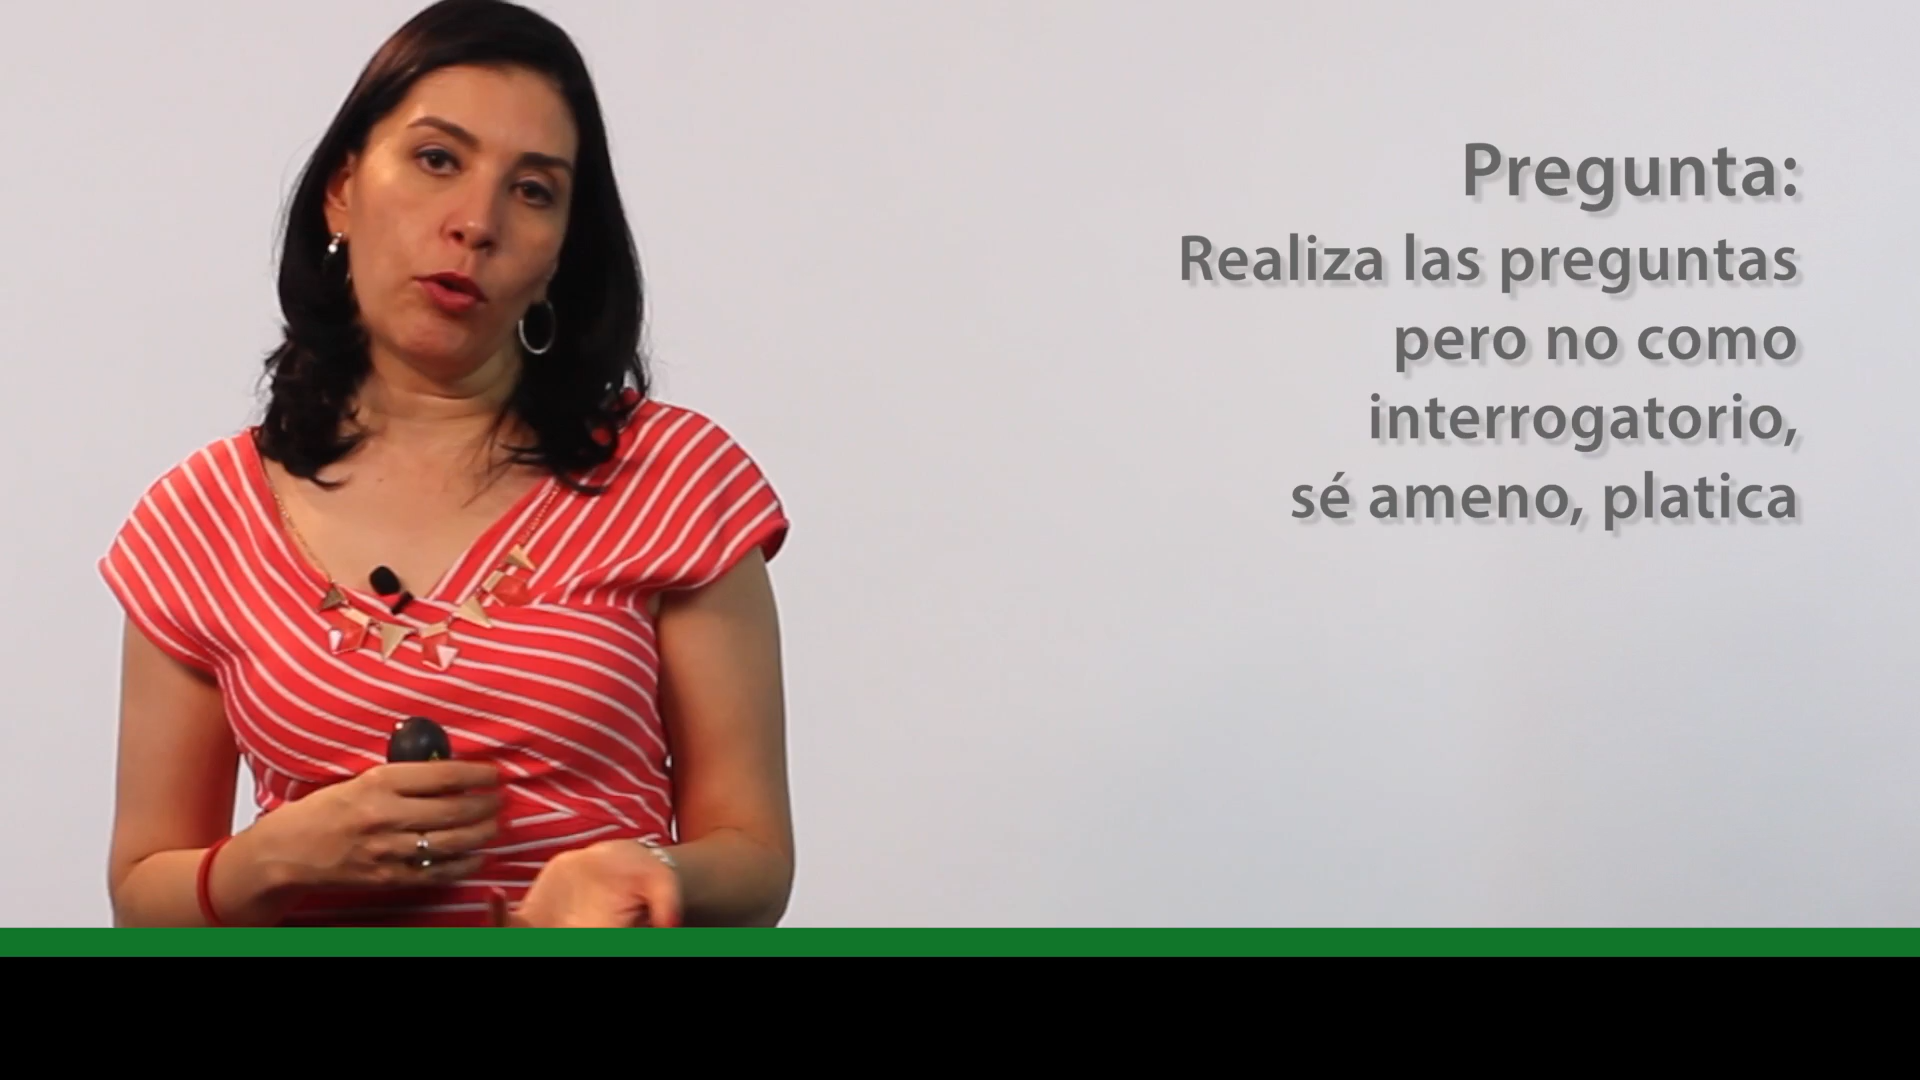 Pregunta:
Realiza las preguntas
pero no como
interrogatorio,
sé ameno, platica